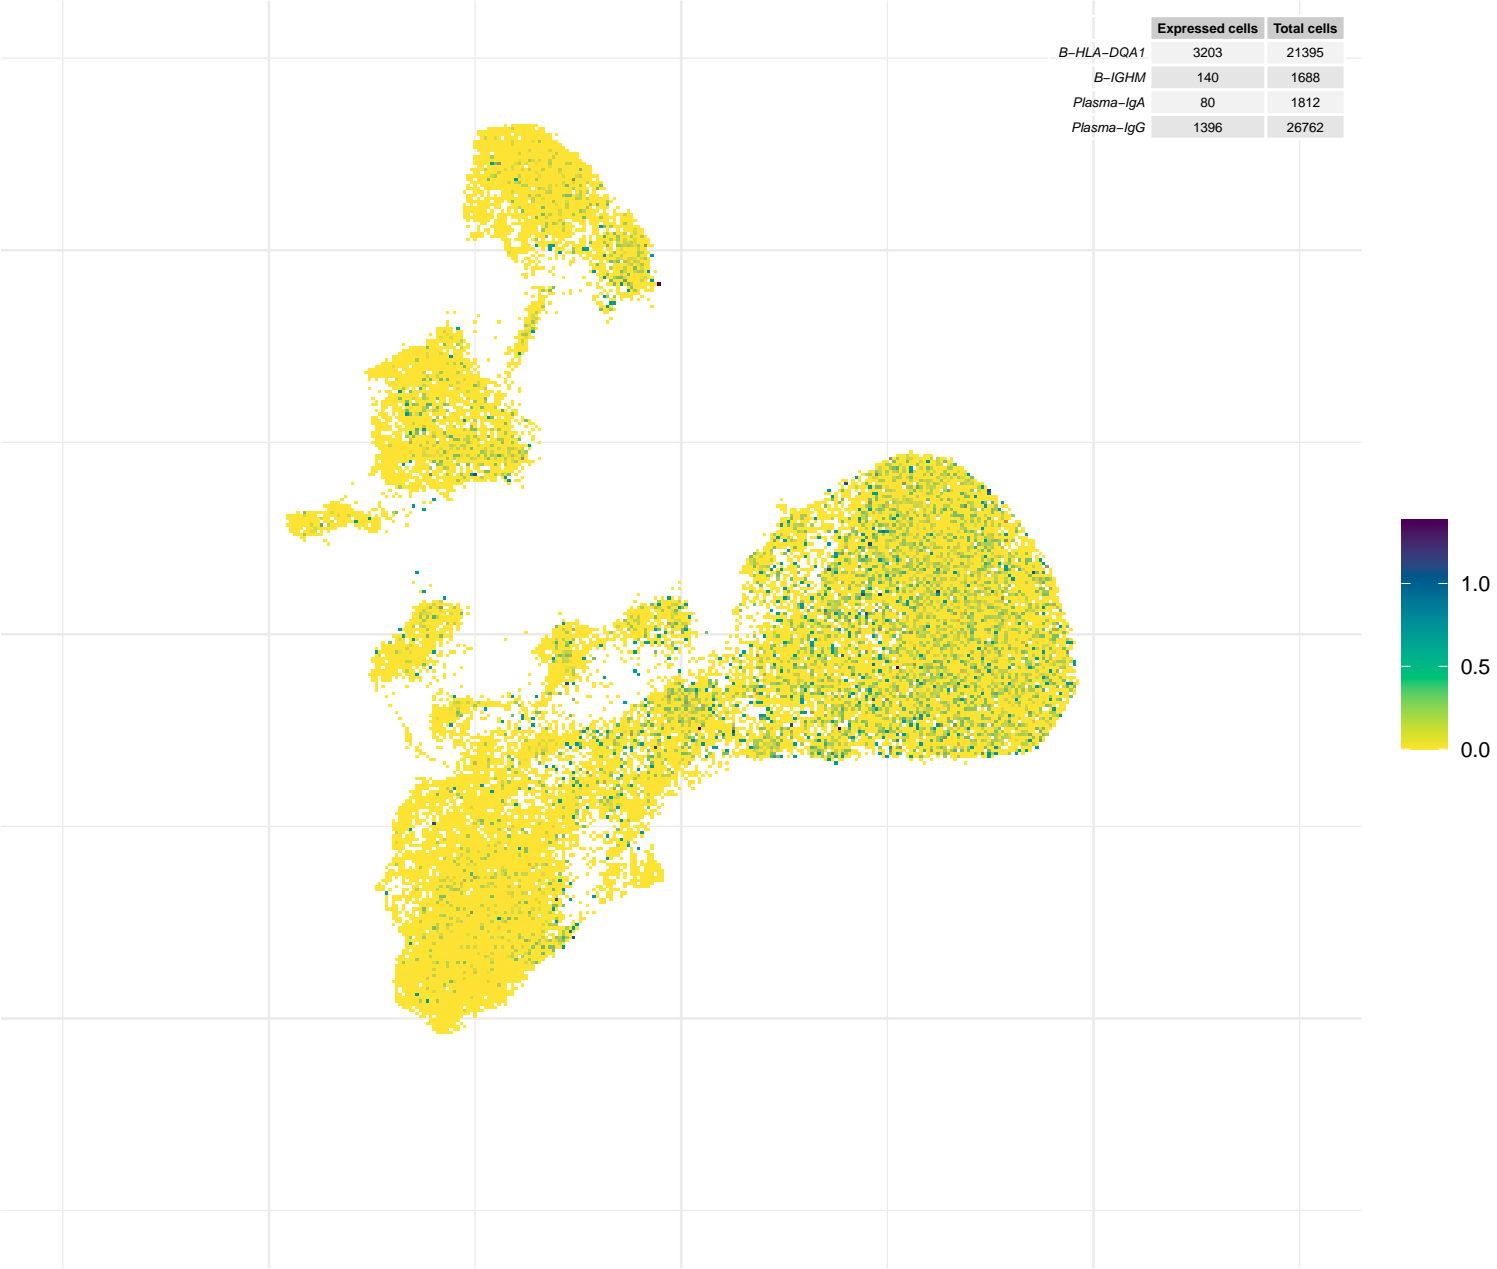 Expressed cells Total cells
B−HLA−DQA1 3203 21395
B−IGHM 140 1688
Plasma−IgA 80 1812
Plasma−IgG 1396 26762
1.0
0.5
0.0